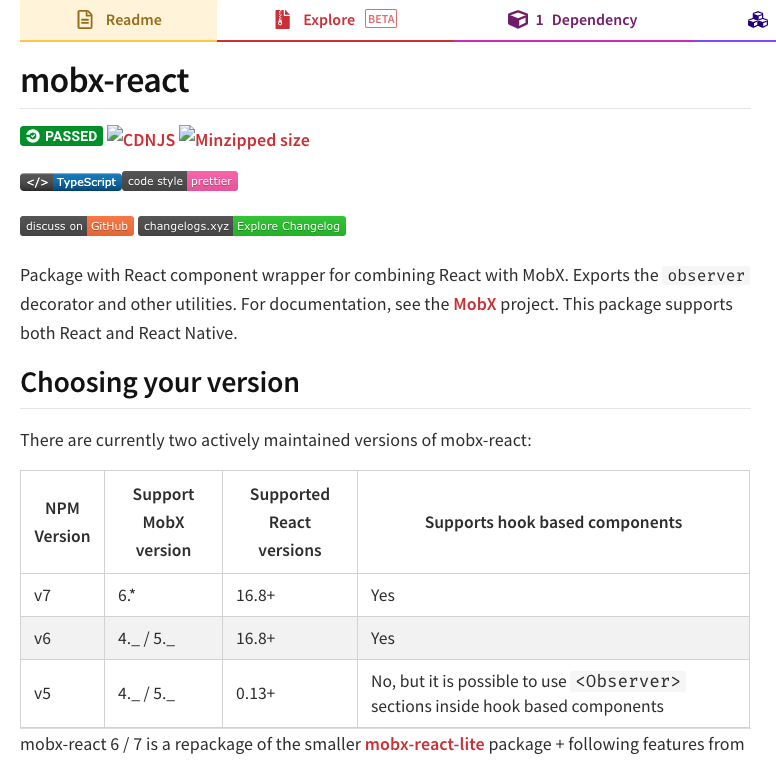 Readme Explore BETA 1 Dependency
mobx-react
PASSED CDNJS Minzipped size
</> TypeScript code style prettier
discuss on GitHub changelogs.xyz Explore Changelog
Package with React component wrapper for combining React with MobX. Exports the observer
decorator and other utilities. For documentation, see the MobX project. This package supports
both React and React Native.
Choosing your version
There are currently two actively maintained versions of mobx-react:
NPM Version Support MobX version Supported React versions Supports hook based components
v7 6.* 16.8+ Yes
v6 4._ / 5._ 16.8+ Yes
v5 4._ / 5._ 0.13+ No, but it is possible to use <Observer>
sections inside hook based components
mobx-react 6 / 7 is a repackage of the smaller mobx-react-lite package + following features from